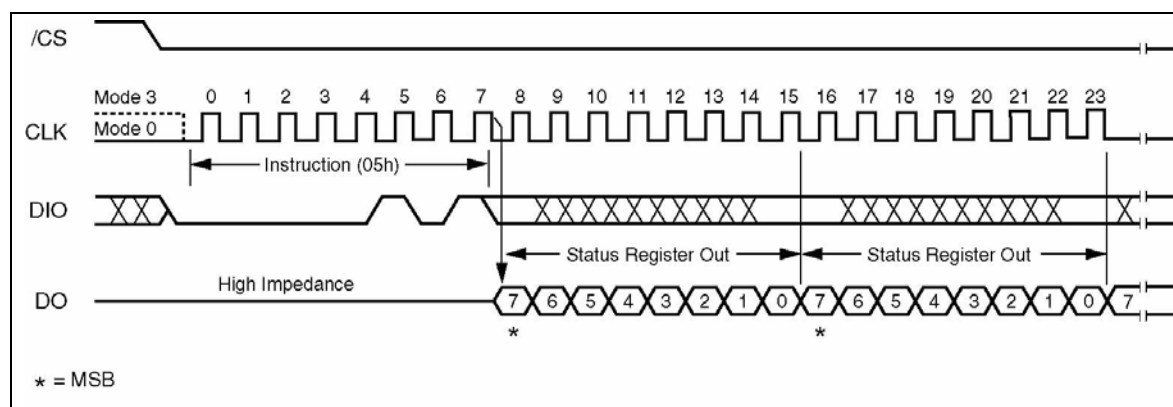 /CS
Mode 3 0 1 2 3 4 5 6 7 8 9 10 11 12 13 14 15 16 17 18 19 20 21 22 23
CLK Mode 0
Instruction (05h)
DIO
Status Register Out Status Register Out
High Impedance
DO 7 6 5 4 3 2 1 0 7 6 5 4 3 2 1 0 7
* *
* = MSB